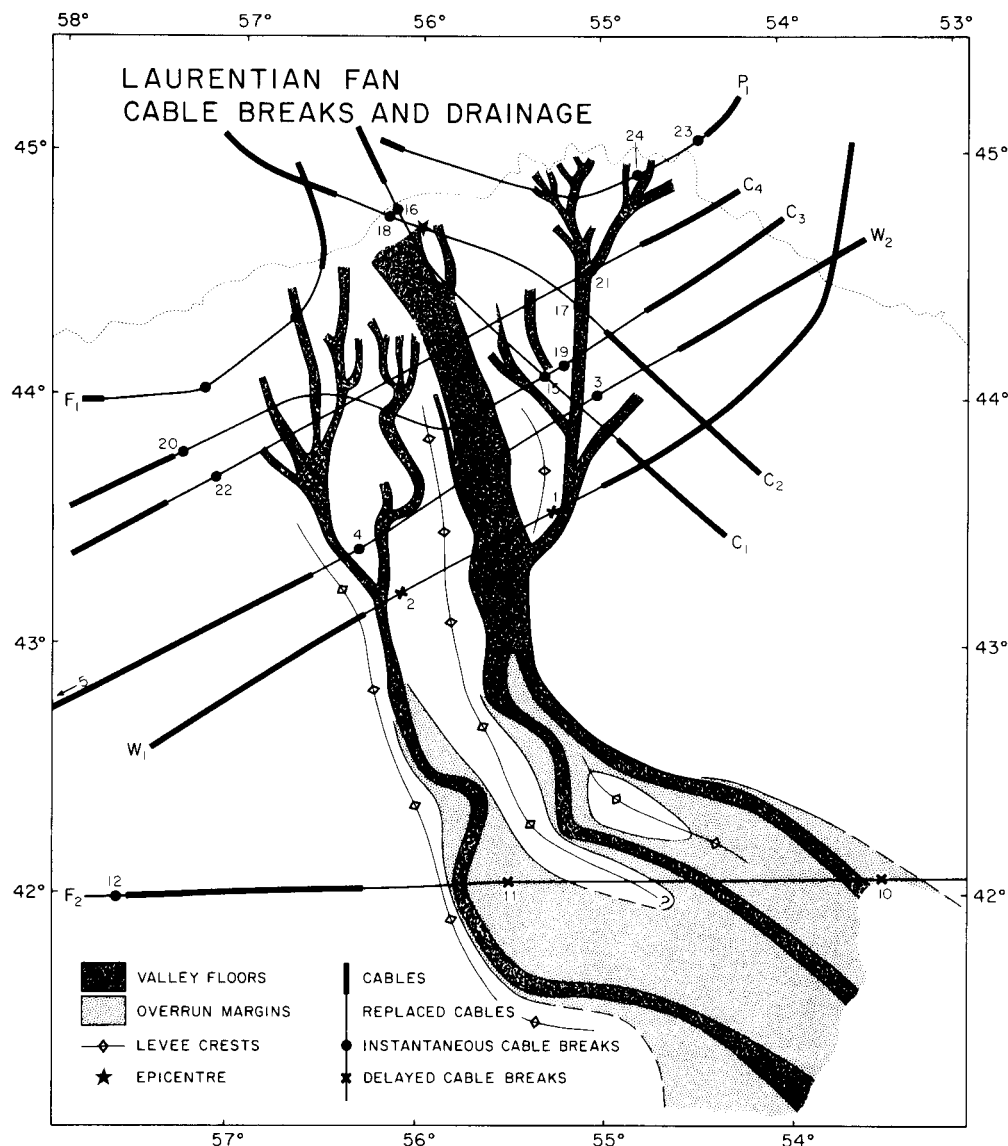 58° 57° 56° 55° 54° 53°
LAURENTIAN FAN
CABLE BREAKS AND DRAINAGE
P1
23
24
45° 45°
C4
C3
W2
16
18
21
17
19
15
3
44° 44°
F1
20
22
C2
C1
1
4
2
43° 43°
5
W1
42° 42°
F2
12
11
10
?
VALLEY FLOORS
OVERRUN MARGINS
LEVEE CRESTS
EPICENTRE
CABLES
REPLACED CABLES
INSTANTANEOUS CABLE BREAKS
DELAYED CABLE BREAKS
57° 56° 55° 54°